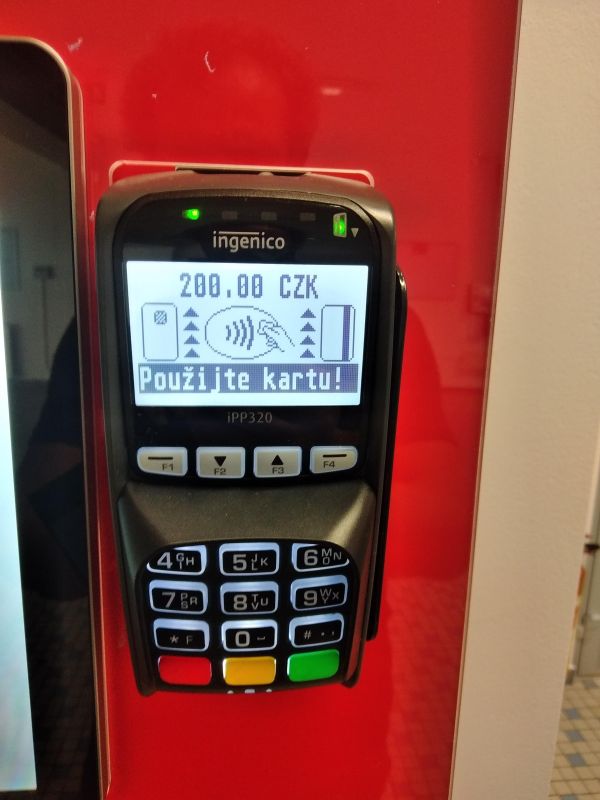 ingenico
200.00 CZK
Použijte kartu!
iPP320
F1 F2 F3 F4
4 GHI 5 JKL 6 MNO
7 PRS 8 TUV 9 WXY
* F 0 # . ,